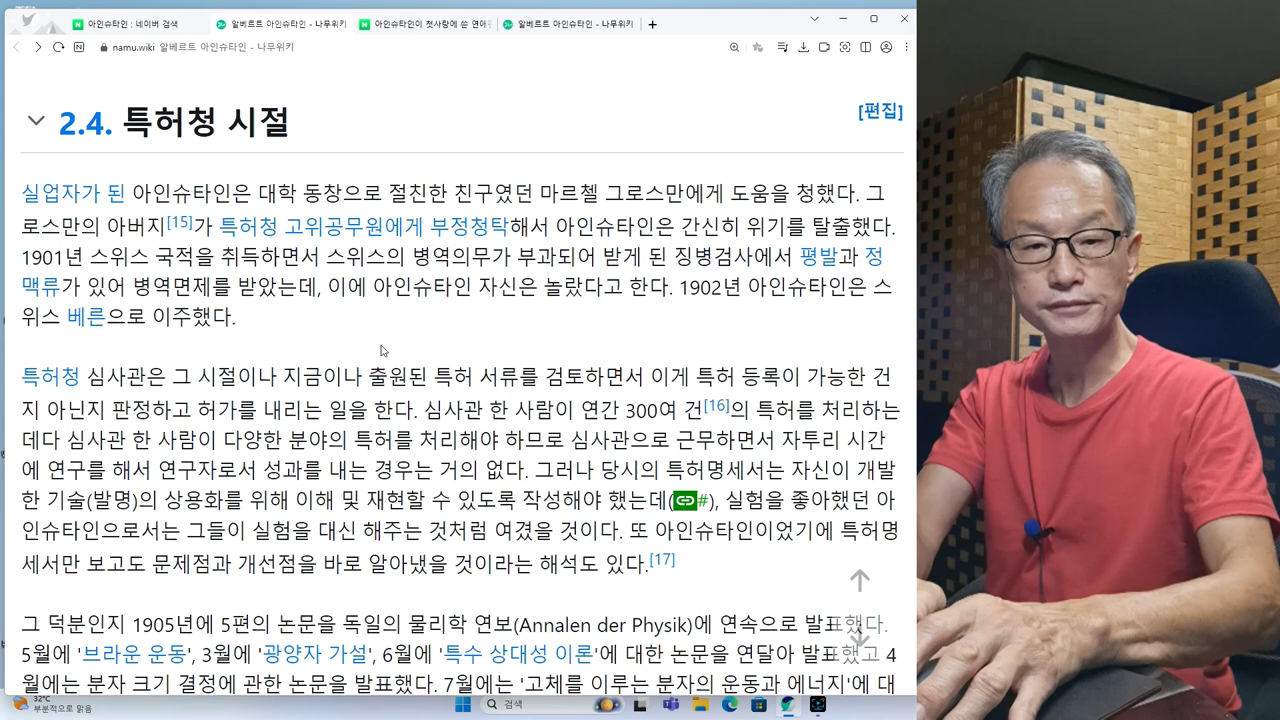 아인슈타인 : 네이버 검색
알베르트 아인슈타인 - 나무위키
아인슈타인이 첫사랑에 쓴 연애
알베르트 아인슈타인 - 나무위키
namu.wiki 알베르트 아인슈타인 - 나무위키
2.4. 특허청 시절
[편집]
실업자가 된 아인슈타인은 대학 동창으로 절친한 친구였던 마르첼 그로스만에게 도움을 청했다. 그
로스만의 아버지[15]가 특허청 고위공무원에게 부정청탁해서 아인슈타인은 간신히 위기를 탈출했다.
1901년 스위스 국적을 취득하면서 스위스의 병역의무가 부과되어 받게 된 징병검사에서 평발과 정
맥류가 있어 병역면제를 받았는데, 이에 아인슈타인 자신은 놀랐다고 한다. 1902년 아인슈타인은 스
위스 베른으로 이주했다.
특허청 심사관은 그 시절이나 지금이나 출원된 특허 서류를 검토하면서 이게 특허 등록이 가능한 건
지 아닌지 판정하고 허가를 내리는 일을 한다. 심사관 한 사람이 연간 300여 건[16]의 특허를 처리하는
데다 심사관 한 사람이 다양한 분야의 특허를 처리해야 하므로 심사관으로 근무하면서 자투리 시간
에 연구를 해서 연구자로서 성과를 내는 경우는 거의 없다. 그러나 당시의 특허명세서는 자신이 개발
한 기술(발명)의 상용화를 위해 이해 및 재현할 수 있도록 작성해야 했는데(#), 실험을 좋아했던 아
인슈타인으로서는 그들이 실험을 대신 해주는 것처럼 여겼을 것이다. 또 아인슈타인이었기에 특허명
세서만 보고도 문제점과 개선점을 바로 알아냈을 것이라는 해석도 있다.[17]
그 덕분인지 1905년에 5편의 논문을 독일의 물리학 연보(Annalen der Physik)에 연속으로 발표했다.
5월에 '브라운 운동', 3월에 '광양자 가설', 6월에 '특수 상대성 이론'에 대한 논문을 연달아 발표했고 4
월에는 분자 크기 결정에 관한 논문을 발표했다. 7월에는 '고체를 이루는 분자의 운동과 에너지'에 대
32°C
부분적으로 맑음
검색